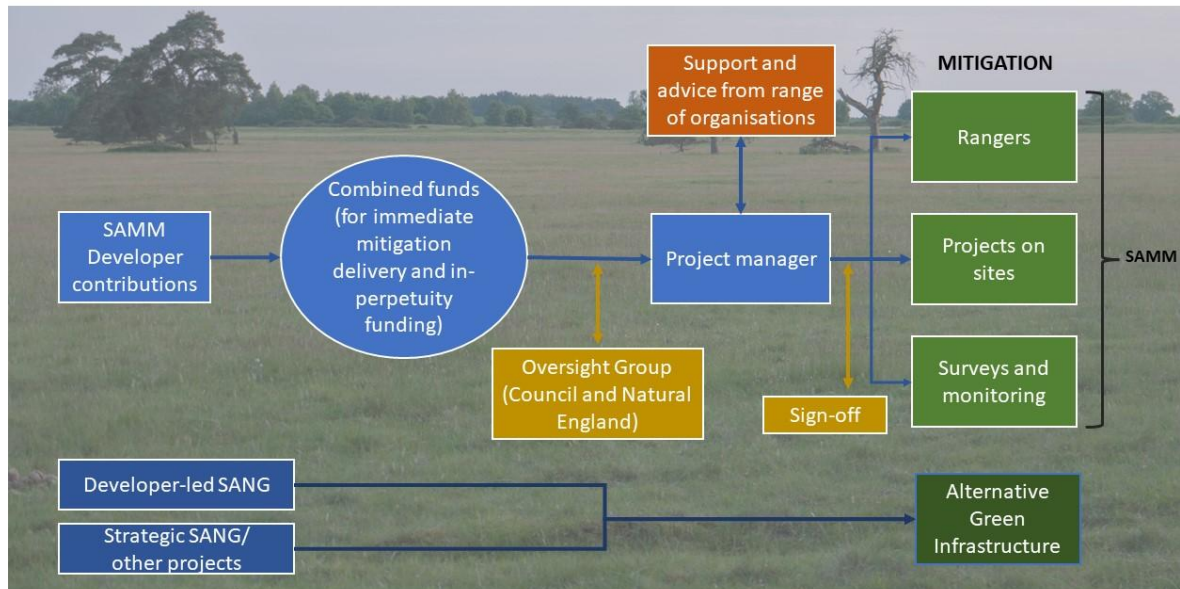 Support and
advice from range
of organisations
MITIGATION
Rangers
SAMM
Developer
contributions
Combined funds
(for immediate
mitigation
delivery and in-
perpetuity
funding)
Project manager
Projects on
sites
SAMM
Oversight Group
(Council and Natural
England)
Sign-off
Surveys and
monitoring
Developer-led SANG
Strategic SANG/
other projects
Alternative
Green
Infrastructure